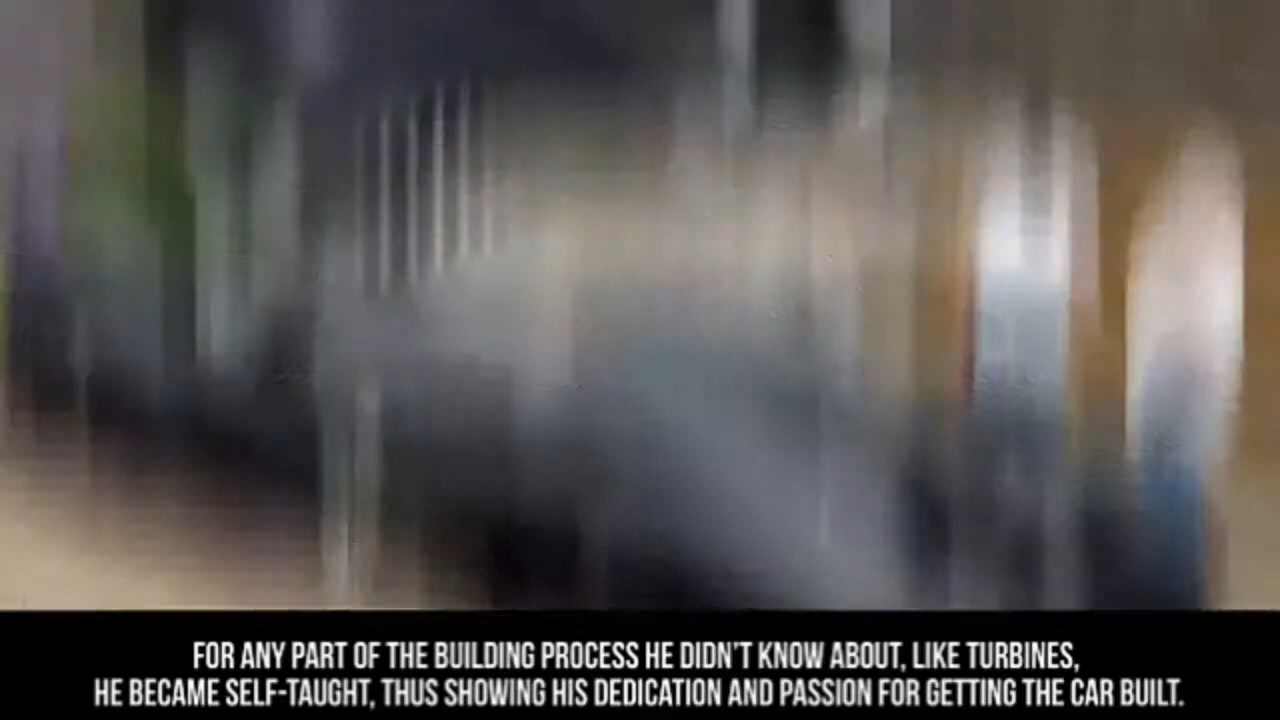 FOR ANY PART OF THE BUILDING PROCESS HE DIDN'T KNOW ABOUT, LIKE TURBINES,
HE BECAME SELF-TAUGHT, THUS SHOWING HIS DEDICATION AND PASSION FOR GETTING THE CAR BUILT.